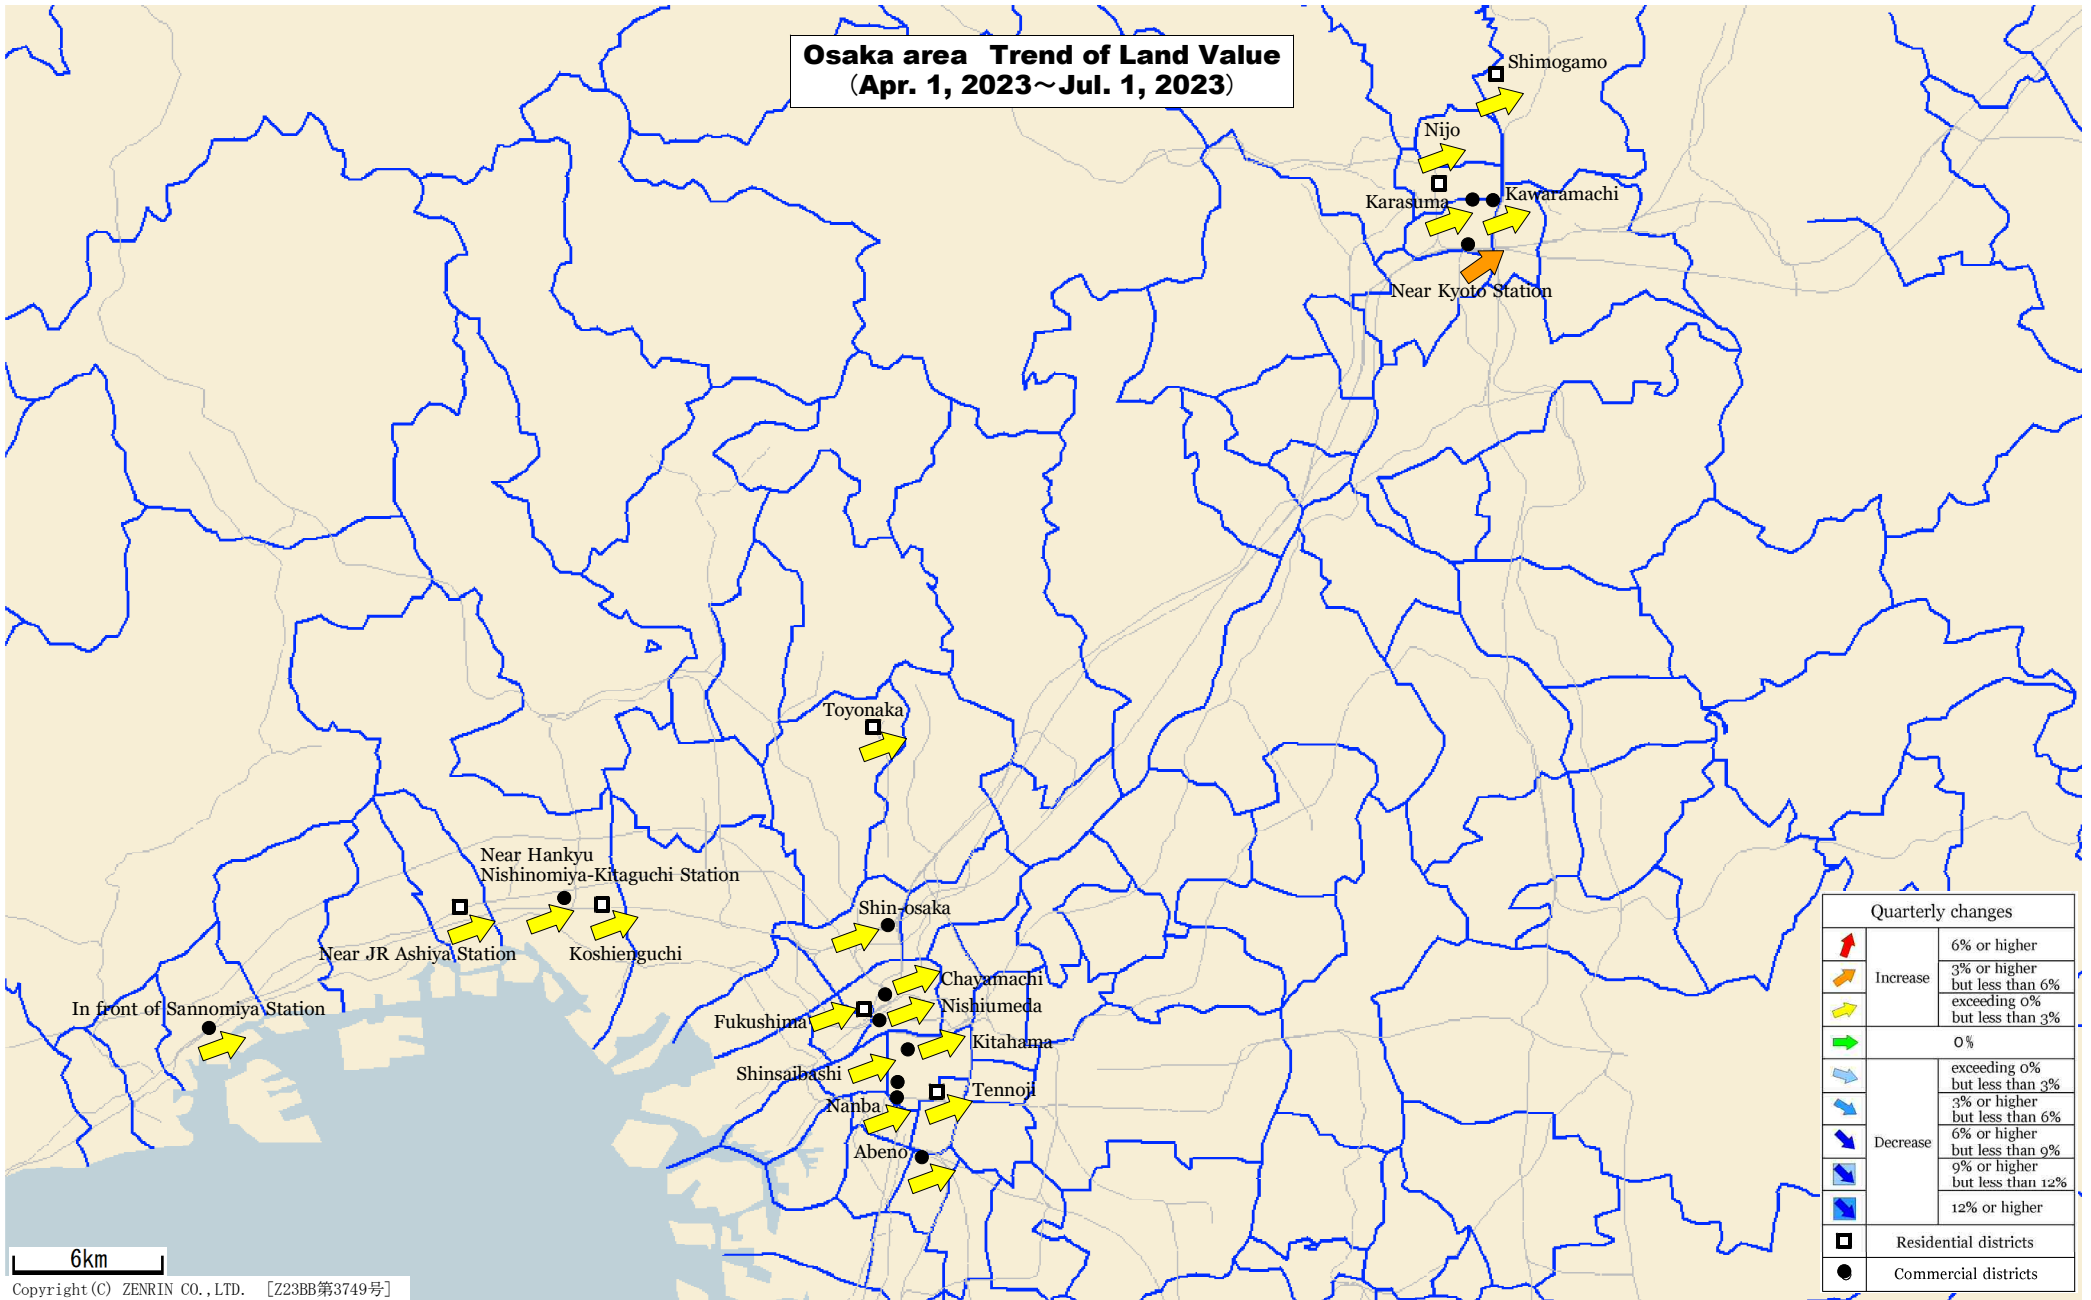 Osaka area Trend of Land Value
（Apr. 1, 2023～Jul. 1, 2023）
Shimogamo
Nijo
Karasuma
Kawaramachi
Near Kyoto Station
Toyonaka
Near Hankyu
Nishinomiya-Kitaguchi Station
Near JR Ashiya Station
Koshienguchi
Shin-osaka
In front of Sannomiya Station
Chayamachi
Nishiumeda
Fukushima
Kitahama
Shinsaibashi
Tennoji
Nanba
Abeno
Quarterly changes
Increase
6% or higher
3% or higher
but less than 6%
exceeding 0%
but less than 3%
0%
Decrease
exceeding 0%
but less than 3%
3% or higher
but less than 6%
6% or higher
but less than 9%
9% or higher
but less than 12%
12% or higher
Residential districts
Commercial districts
6km
Copyright(C) ZENRIN CO.,LTD. [Z23BB第3749号]